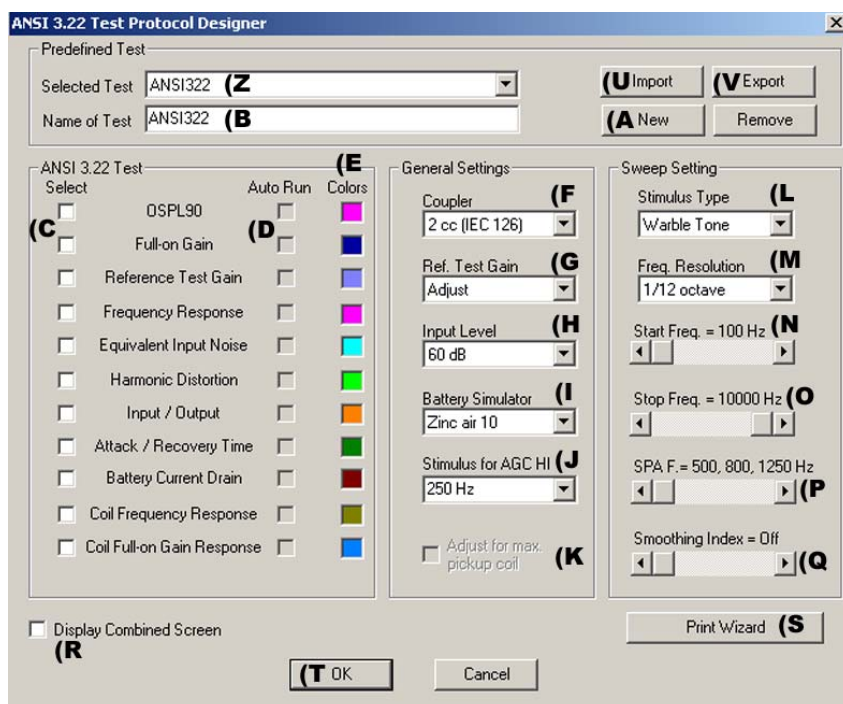 ANSI 3.22 Test Protocol Designer
Predefined Test
Selected Test ANSI322 (Z
(U Import (V Export
Name of Test ANSI322 (B
(A New Remove
ANSI 3.22 Test
Select Auto Run (E Colors
(C OSPL90 (D
Full-on Gain
Reference Test Gain
Frequency Response
Equivalent Input Noise
Harmonic Distortion
Input / Output
Attack / Recovery Time
Battery Current Drain
Coil Frequency Response
Coil Full-on Gain Response
General Settings
Coupler (F
2 cc (IEC 126)
Ref. Test Gain (G
Adjust
Input Level (H
60 dB
Battery Simulator (I
Zinc air 10
Stimulus for AGC HI (J
250 Hz
Adjust for max.
pickup coil (K
Sweep Setting
Stimulus Type (L
Warble Tone
Freq. Resolution (M
1/12 octave
Start Freq. = 100 Hz (N
Stop Freq. = 10000 Hz (O
SPA F.= 500, 800, 1250 Hz
(P
Smoothing Index = Off
(Q
Display Combined Screen
(R
Print Wizard (S
(T OK Cancel